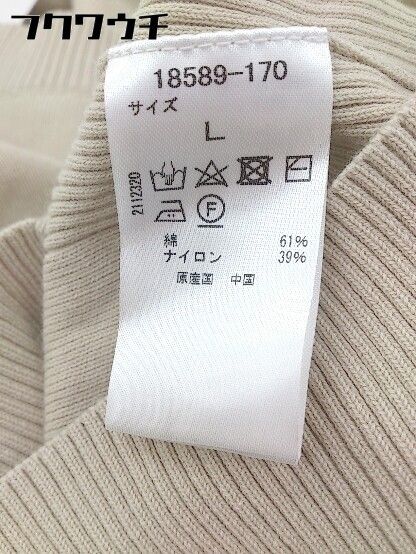 フクワウチ
18589-170
サイズ
L
2112320
F
綿 61%
ナイロン 39%
原産国 中国